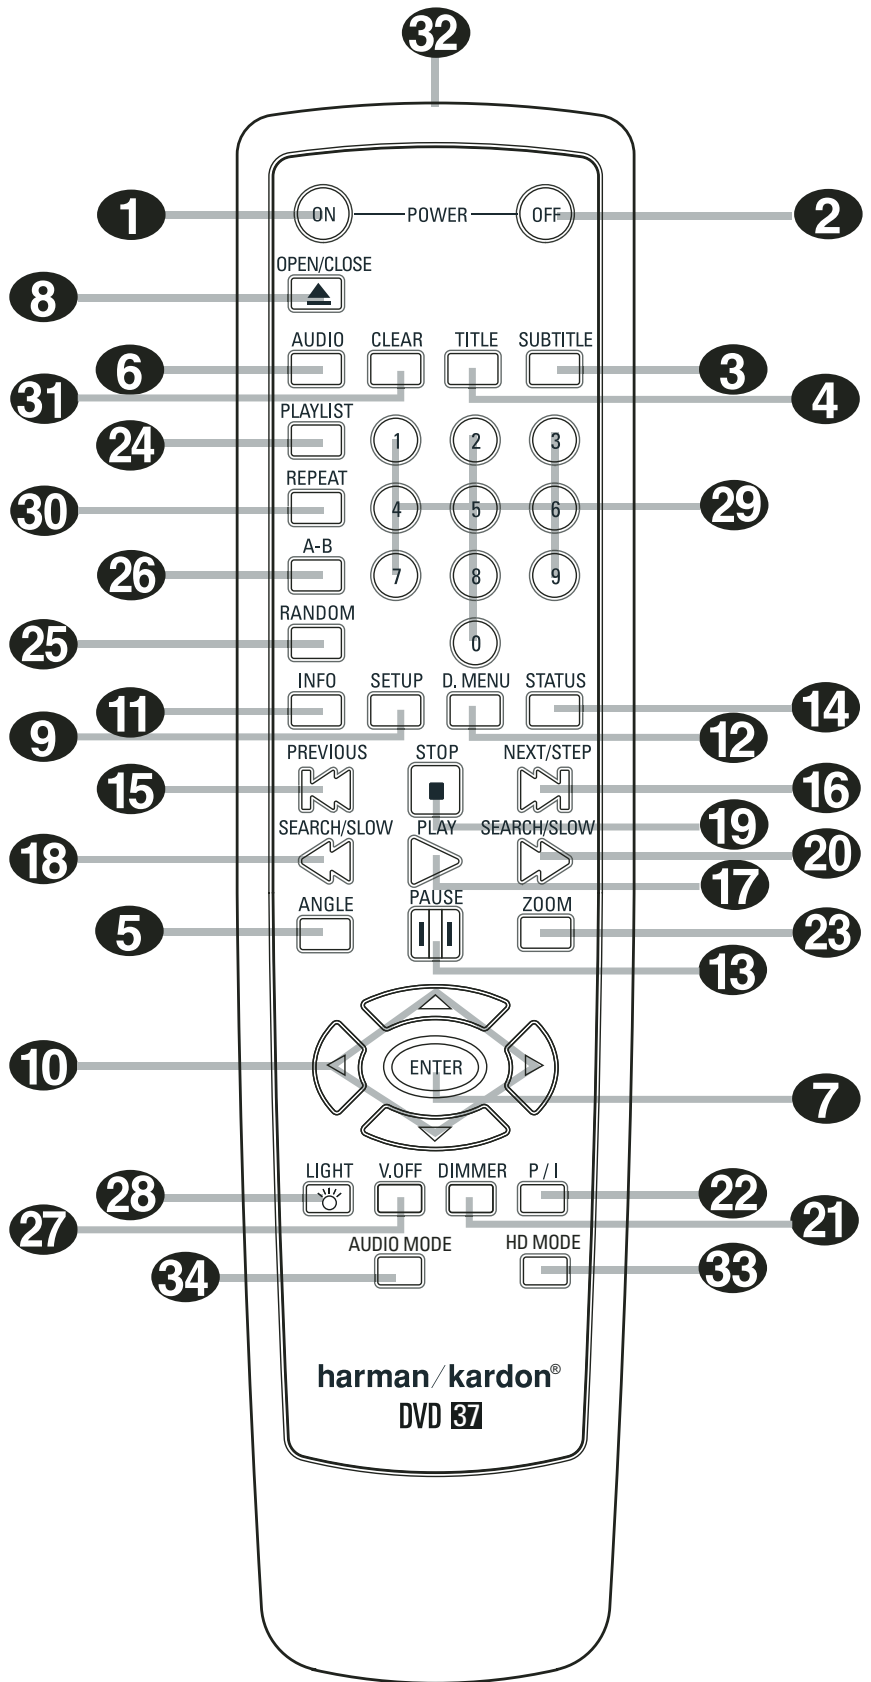 32
1 ON POWER OFF 2
OPEN/CLOSE
8
AUDIO CLEAR TITLE SUBTITLE
6 3
31 4
PLAYLIST
24 1 2 3
REPEAT
30 4 5 6 29
A-B
26 7 8 9
RANDOM
25 0
INFO SETUP D. MENU STATUS
11 14
9 12
PREVIOUS STOP NEXT/STEP
15 16
19
SEARCH/SLOW PLAY SEARCH/SLOW
18 20
17
ANGLE PAUSE ZOOM
5 23
13
10 ENTER
7
LIGHT V.OFF DIMMER P / I
28 22
27 21
AUDIO MODE HD MODE
34 33
harman/kardon®
DVD 37